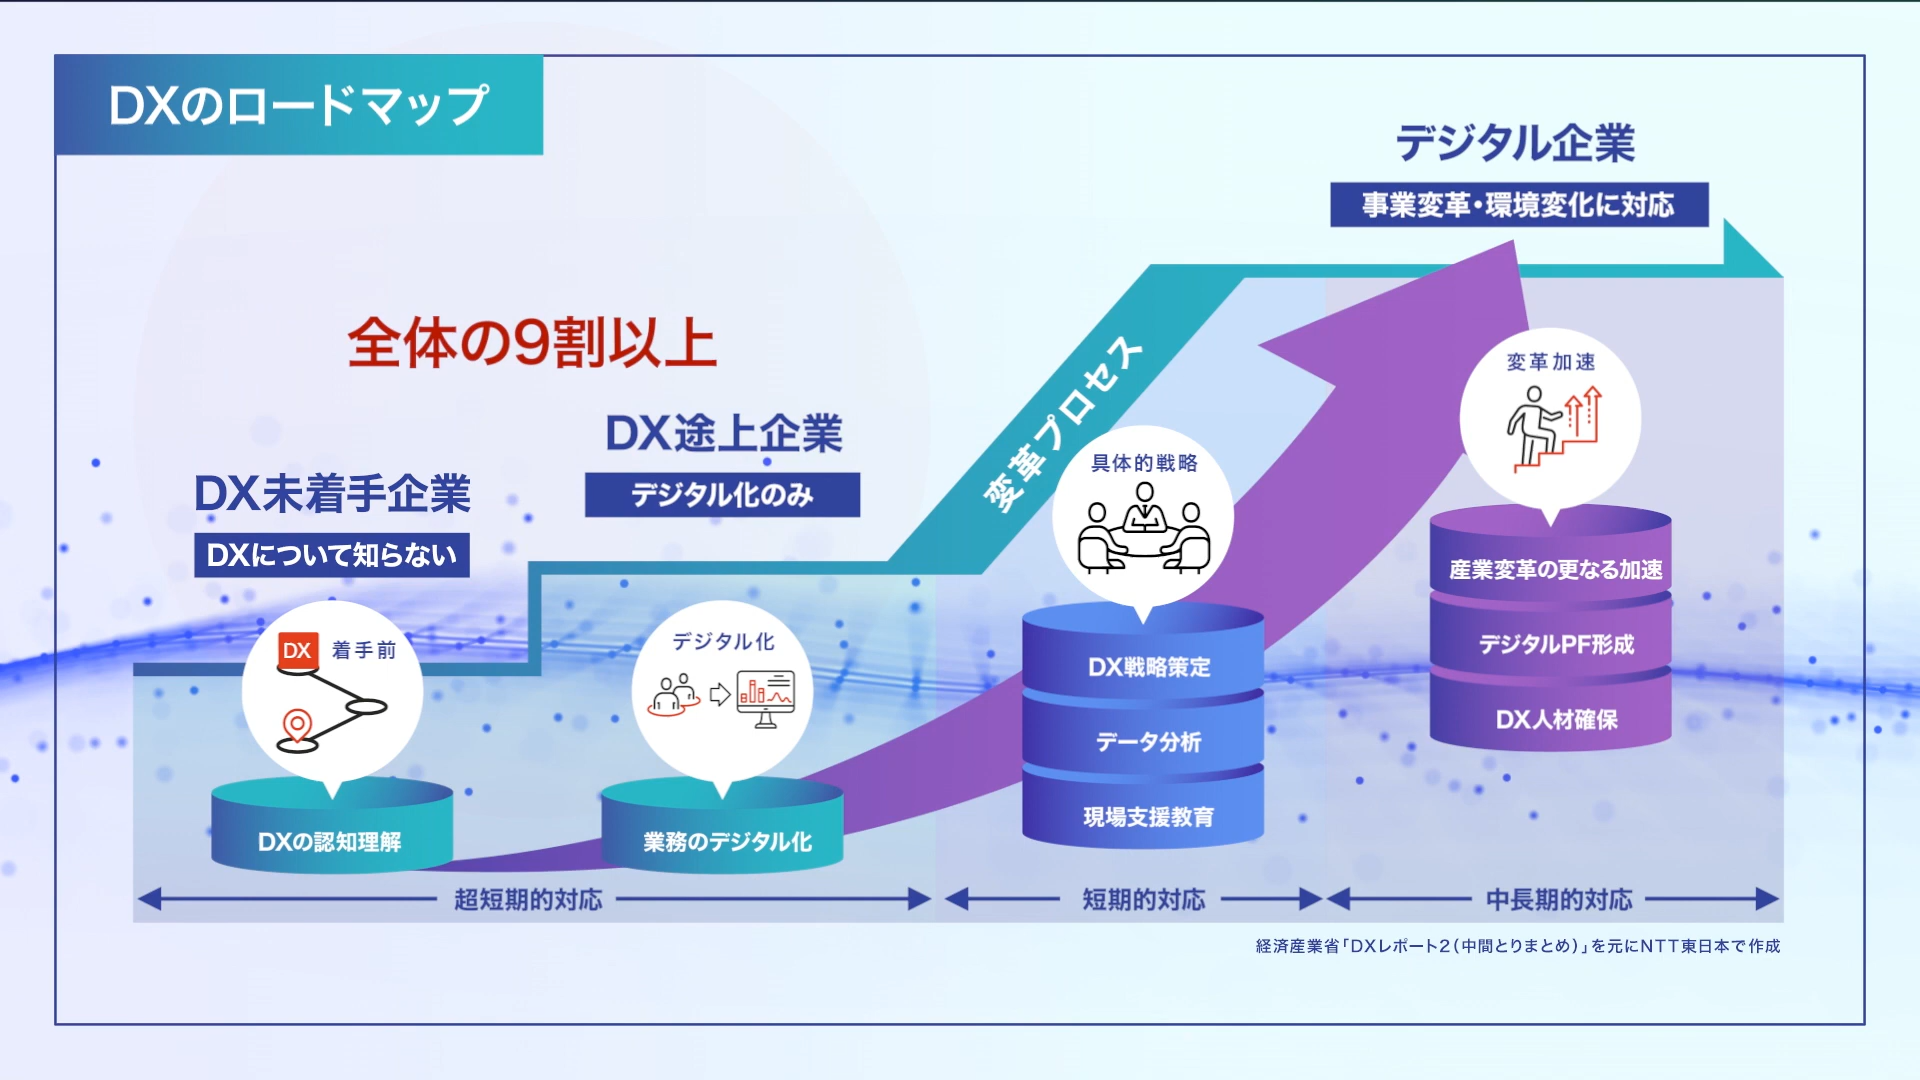 DXのロードマップ
デジタル企業
事業変革・環境変化に対応
全体の9割以上
DX途上企業
デジタル化のみ
DX未着手企業
DXについて知らない
変革プロセス
変革加速
具体的戦略
DX 着手前
デジタル化
産業変革の更なる加速
デジタルPF形成
DX人材確保
DX戦略策定
データ分析
現場支援教育
DXの認知理解
業務のデジタル化
超短期的対応
短期的対応
中長期的対応
経済産業省「DXレポート2(中間とりまとめ)」を元にNTT東日本で作成